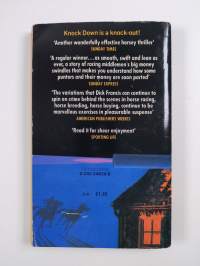 Knock Down is a knock-out!
'Another wonderfully effective horsey thriller'
SUNDAY TIMES
'A regular winner...as smooth, swift and lean as
ever, a story of racing middlemen's big money
swindles that makes you understand how some
punters and their money are soon parted'
SUNDAY EXPRESS
'The variations that Dick Francis can continue to
spin on crime behind the scenes in horse racing,
horse breeding, horse buying, continue to be
marvellous exercises in pleasurable suspense'
AMERICAN PUBLISHERS WEEKLY
'Read it for sheer enjoyment'
SPORTING LIFE